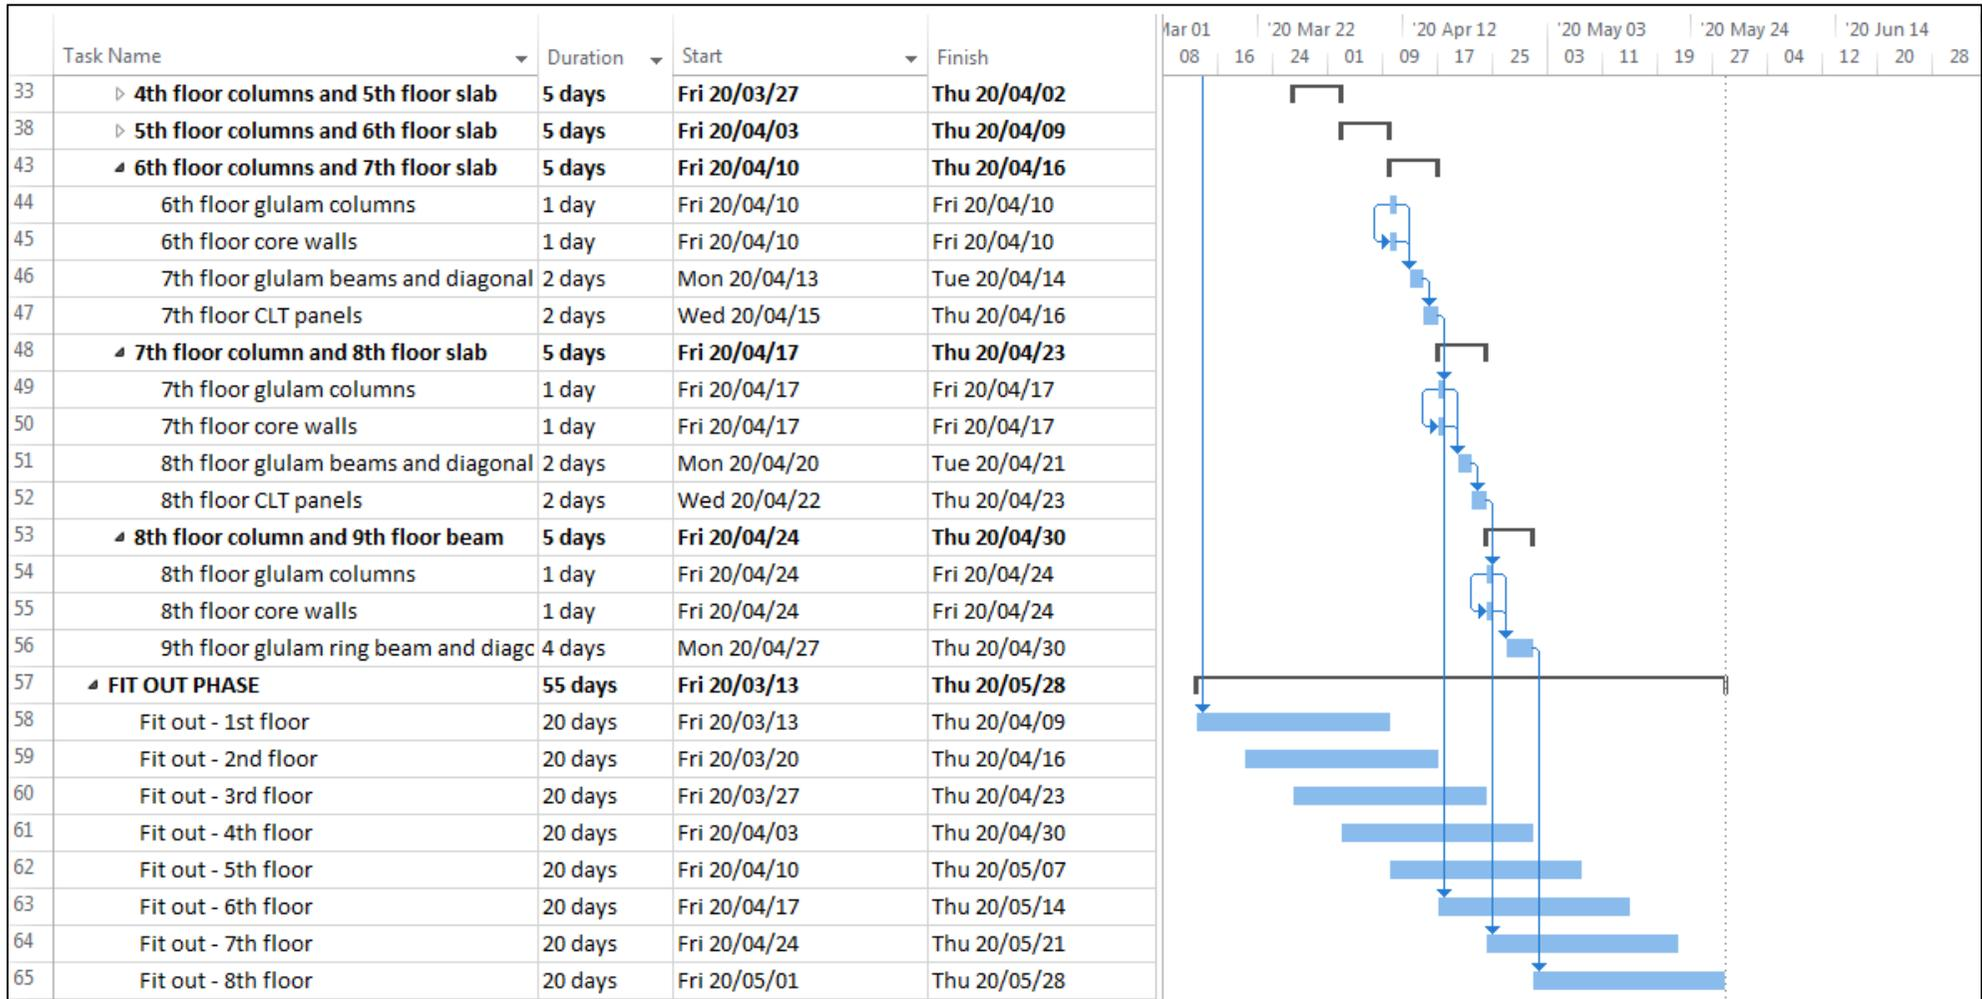 Mar 01 '20 Mar 22 '20 Apr 12 '20 May 03 '20 May 24 '20 Jun 14
Task Name Duration Start Finish 08 16 24 01 09 17 25 03 11 19 27 04 12 20 28
33 4th floor columns and 5th floor slab 5 days Fri 20/03/27 Thu 20/04/02
38 5th floor columns and 6th floor slab 5 days Fri 20/04/03 Thu 20/04/09
43 6th floor columns and 7th floor slab 5 days Fri 20/04/10 Thu 20/04/16
44 6th floor glulam columns 1 day Fri 20/04/10 Fri 20/04/10
45 6th floor core walls 1 day Fri 20/04/10 Fri 20/04/10
46 7th floor glulam beams and diagonal 2 days Mon 20/04/13 Tue 20/04/14
47 7th floor CLT panels 2 days Wed 20/04/15 Thu 20/04/16
48 7th floor column and 8th floor slab 5 days Fri 20/04/17 Thu 20/04/23
49 7th floor glulam columns 1 day Fri 20/04/17 Fri 20/04/17
50 7th floor core walls 1 day Fri 20/04/17 Fri 20/04/17
51 8th floor glulam beams and diagonal 2 days Mon 20/04/20 Tue 20/04/21
52 8th floor CLT panels 2 days Wed 20/04/22 Thu 20/04/23
53 8th floor column and 9th floor beam 5 days Fri 20/04/24 Thu 20/04/30
54 8th floor glulam columns 1 day Fri 20/04/24 Fri 20/04/24
55 8th floor core walls 1 day Fri 20/04/24 Fri 20/04/24
56 9th floor glulam ring beam and diagc 4 days Mon 20/04/27 Thu 20/04/30
57 FIT OUT PHASE 55 days Fri 20/03/13 Thu 20/05/28
58 Fit out - 1st floor 20 days Fri 20/03/13 Thu 20/04/09
59 Fit out - 2nd floor 20 days Fri 20/03/20 Thu 20/04/16
60 Fit out - 3rd floor 20 days Fri 20/03/27 Thu 20/04/23
61 Fit out - 4th floor 20 days Fri 20/04/03 Thu 20/04/30
62 Fit out - 5th floor 20 days Fri 20/04/10 Thu 20/05/07
63 Fit out - 6th floor 20 days Fri 20/04/17 Thu 20/05/14
64 Fit out - 7th floor 20 days Fri 20/04/24 Thu 20/05/21
65 Fit out - 8th floor 20 days Fri 20/05/01 Thu 20/05/28